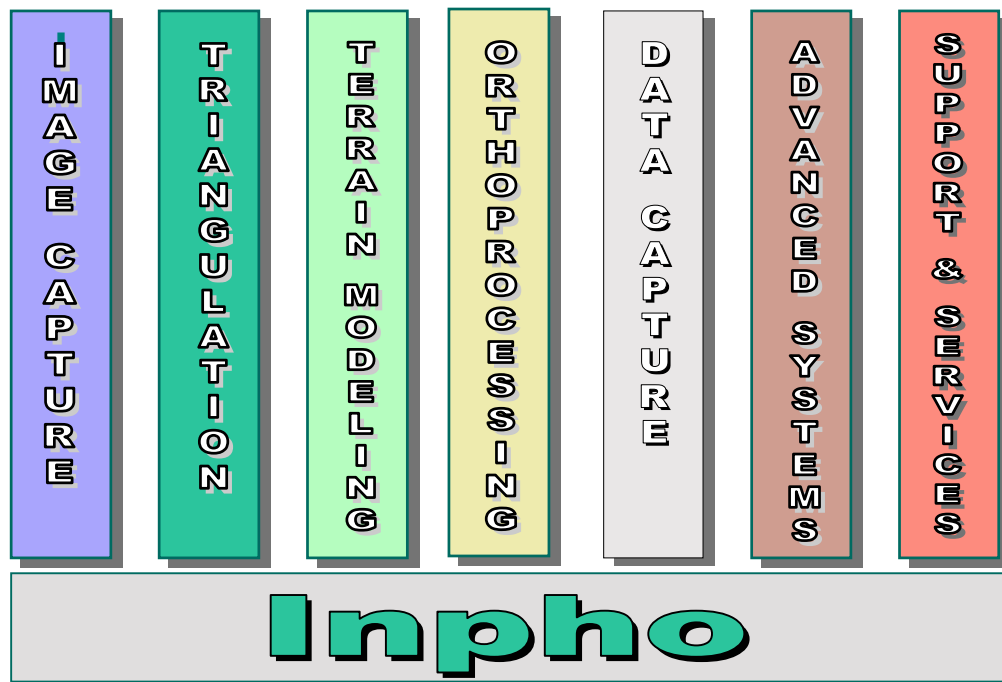 IMAGE CAPTURE
TRIANGULATION
TERRAIN MODELING
ORTHOPROCESSING
DATA CAPTURE
ADVANCED SYSTEMS
SUPPORT & SERVICES
Inpho